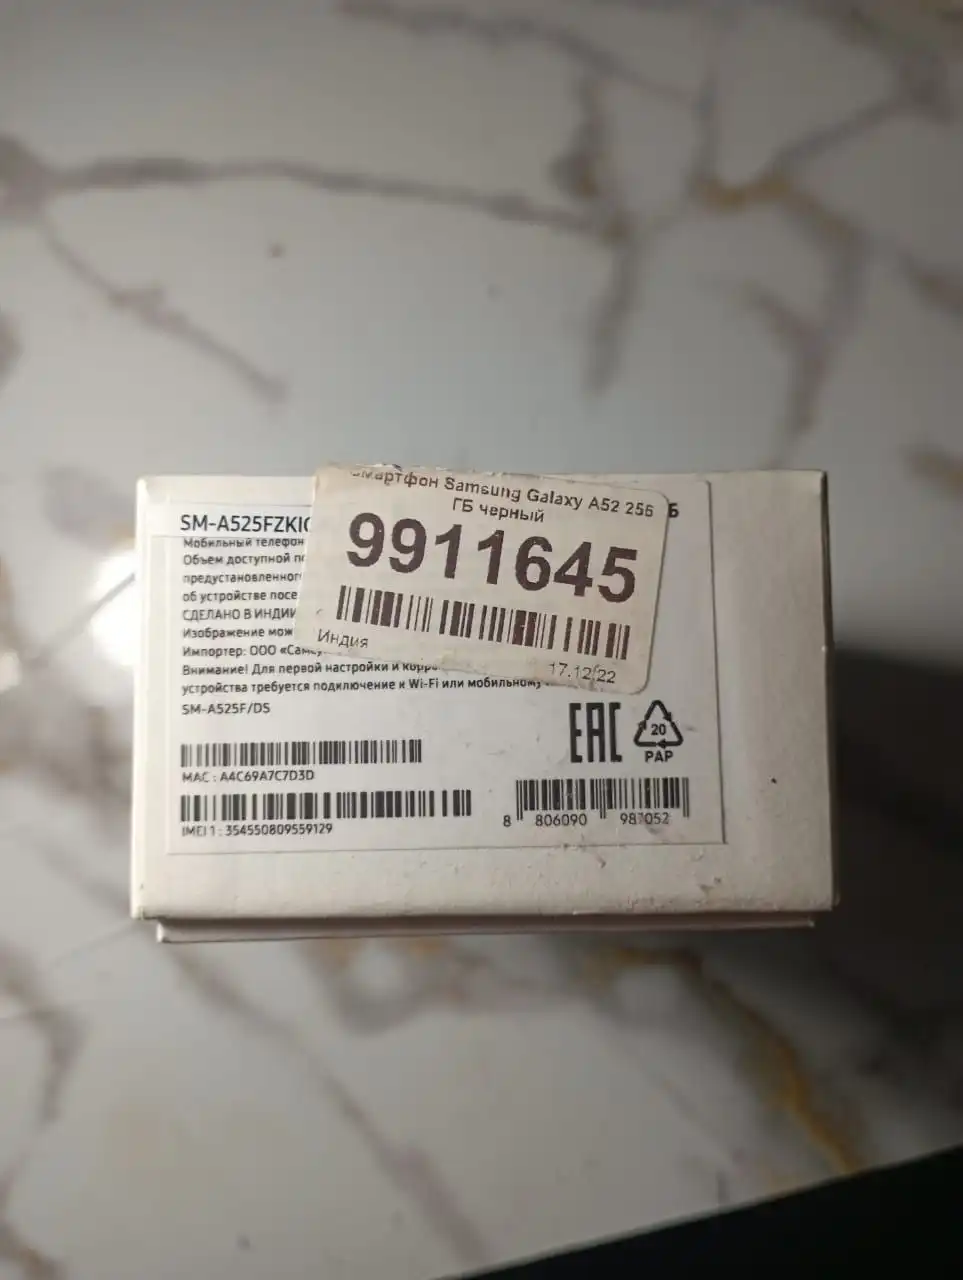 Смартфон Samsung Galaxy A52 256
ГБ черный
9911645
Индия
17.12.22
SM-A525FZKI
Мобильный телефон
Объем доступной
предустановленного
об устройстве
СДЕЛАНО В ИНДИИ
Изображение
Импортер: ООО
Внимание! Для первой настройки и
устройства требуется подключение к Wi-Fi или мобильному
SM-A525F/DS
EAC
20
PAP
MAC : A4C69A7C7D3D
IMEI 1 : 354550809559129
8 806090 987052